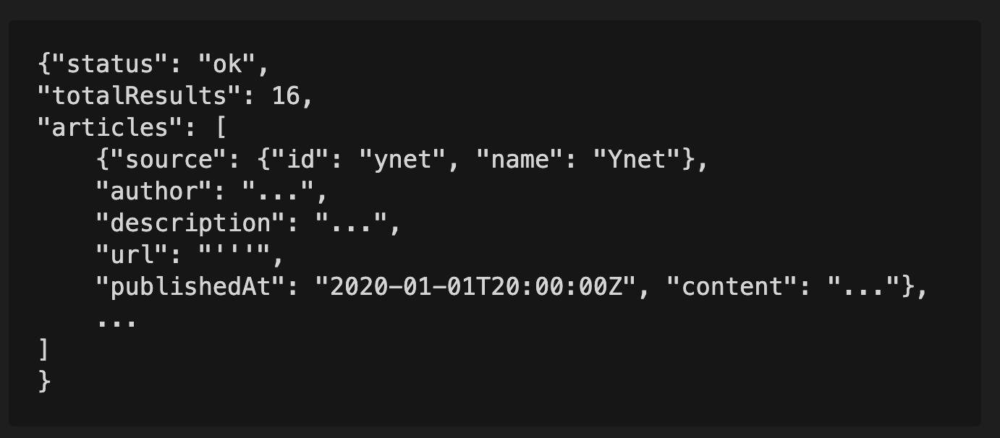 {"status": "ok",
"totalResults": 16,
"articles": [
    {"source": {"id": "ynet", "name": "Ynet"},
    "author": "...",
    "description": "...",
    "url": "'''",
    "publishedAt": "2020-01-01T20:00:00Z", "content": "..."},
    ...
]
}